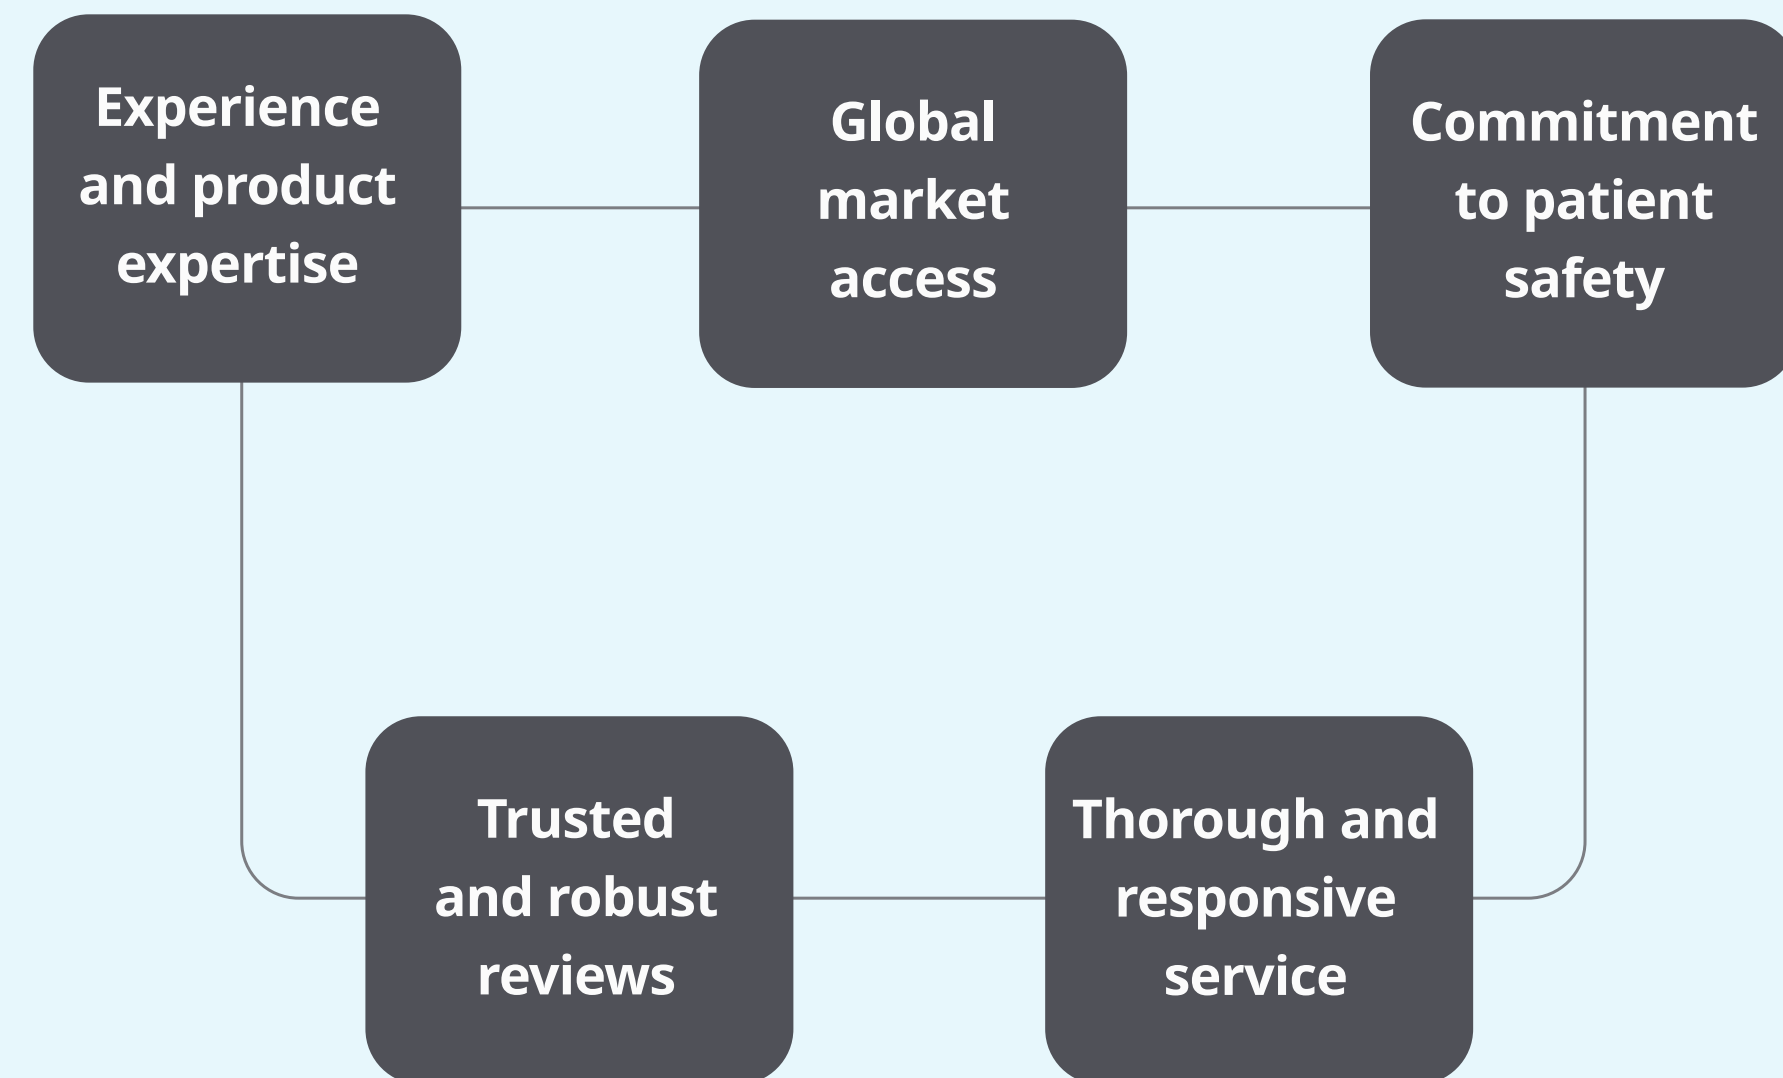 Experience
and product
expertise
Global
market
access
Commitment
to patient
safety
Trusted
and robust
reviews
Thorough and
responsive
service